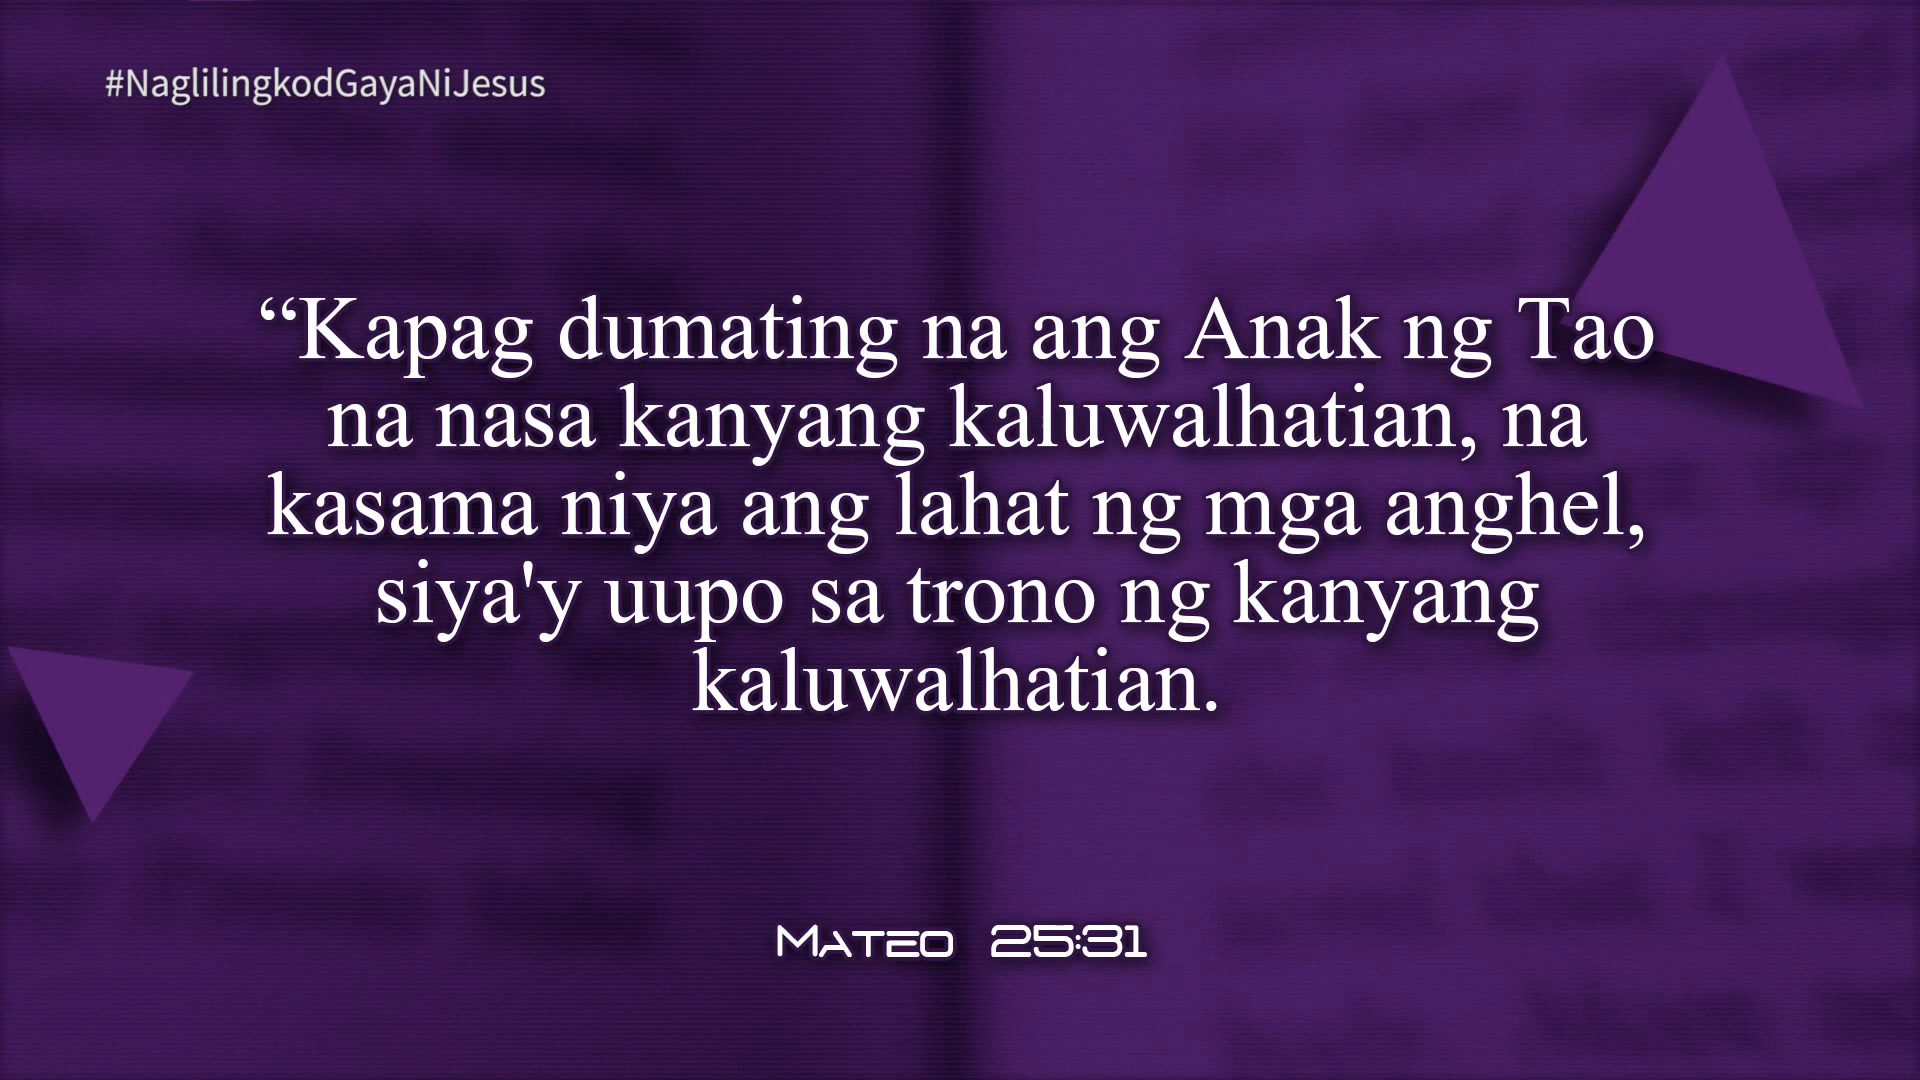 #NaglilingkodGayaNiJesus
“Kapag dumating na ang Anak ng Tao
na nasa kanyang kaluwalhatian, na
kasama niya ang lahat ng mga anghel,
siya'y uupo sa trono ng kanyang
kaluwalhatian.
Mateo 25:31